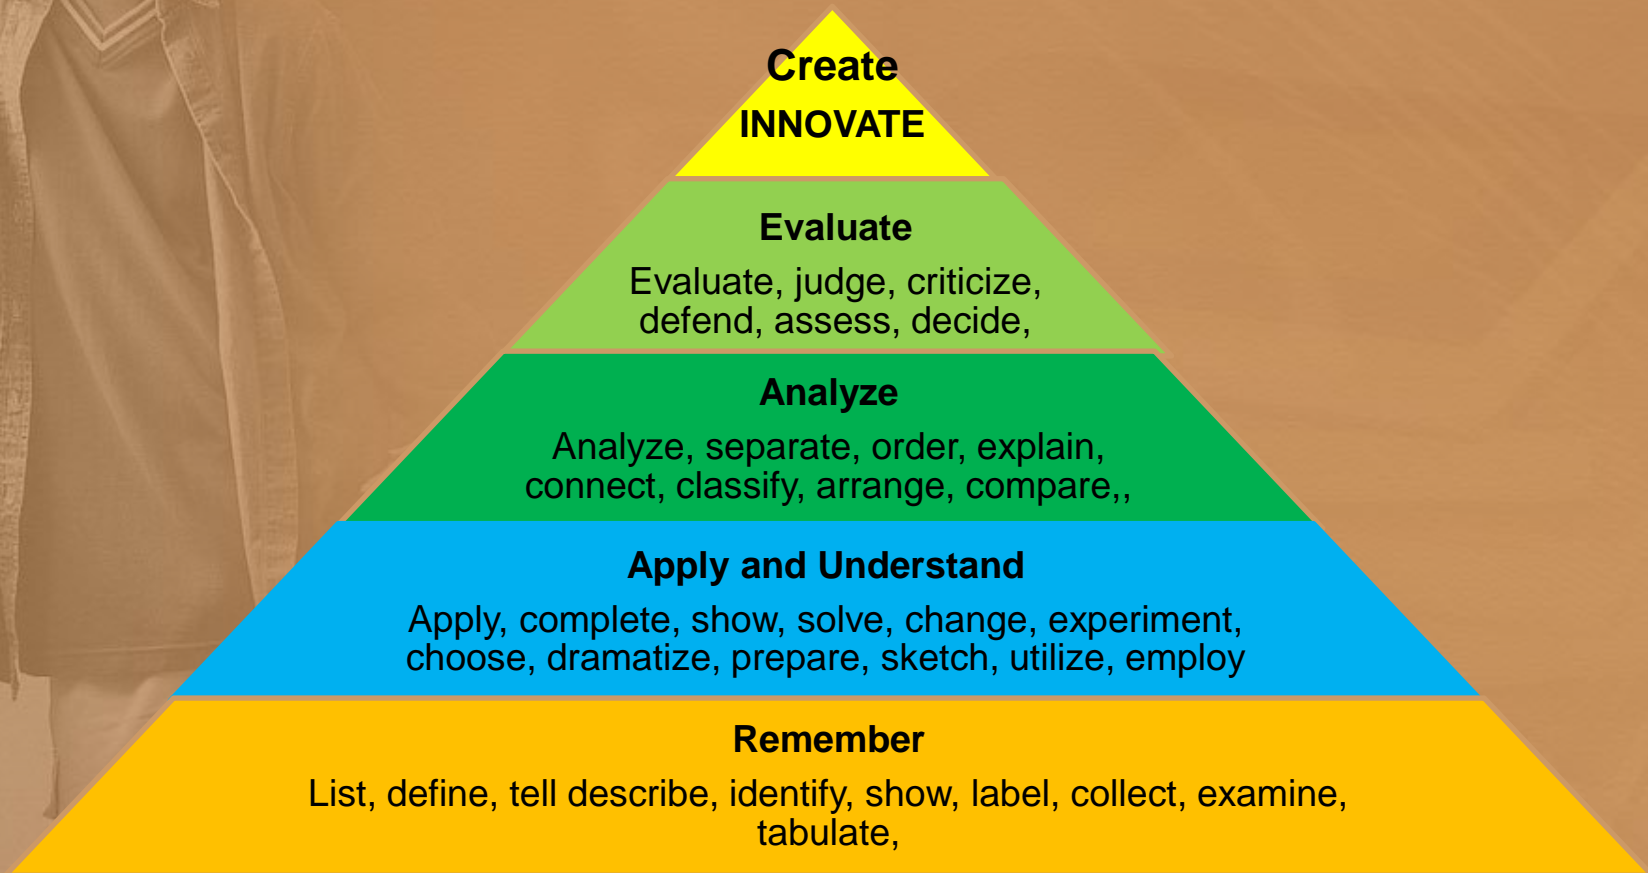 Create
INNOVATE
Evaluate
Evaluate, judge, criticize,
defend, assess, decide,
Analyze
Analyze, separate, order, explain,
connect, classify, arrange, compare,,
Apply and Understand
Apply, complete, show, solve, change, experiment,
choose, dramatize, prepare, sketch, utilize, employ
Remember
List, define, tell describe, identify, show, label, collect, examine,
tabulate,